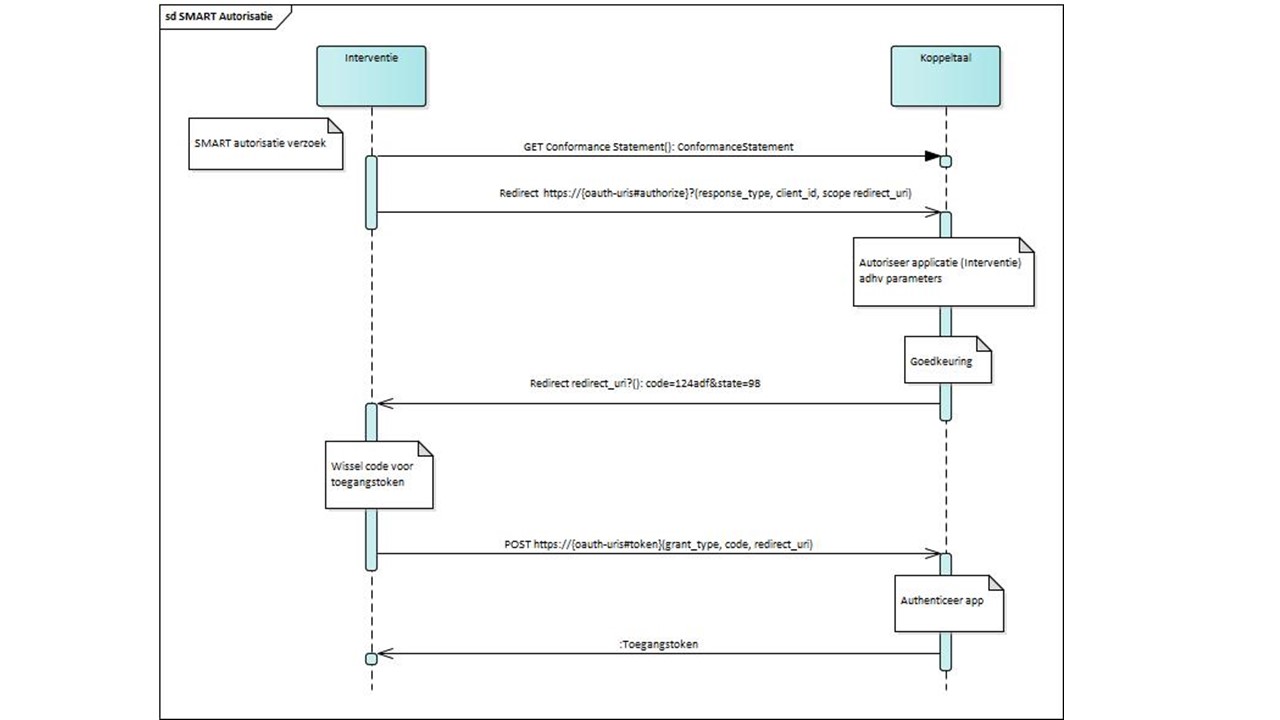 sd SMART Autorisatie
Interventie
Koppeltaal
SMART autorisatie verzoek
GET Conformance Statement(): ConformanceStatement
Redirect https://{oauth-uris#authorize}?(response_type, client_id, scope redirect_uri)
Autoriseer applicatie (Interventie)
adhv parameters
Goedkeuring
Redirect redirect_uri?(): code=124adf&state=98
Wissel code voor
toegangstoken
POST https://{oauth-uris#token}(grant_type, code, redirect_uri)
Authenticeer app
:Toegangstoken